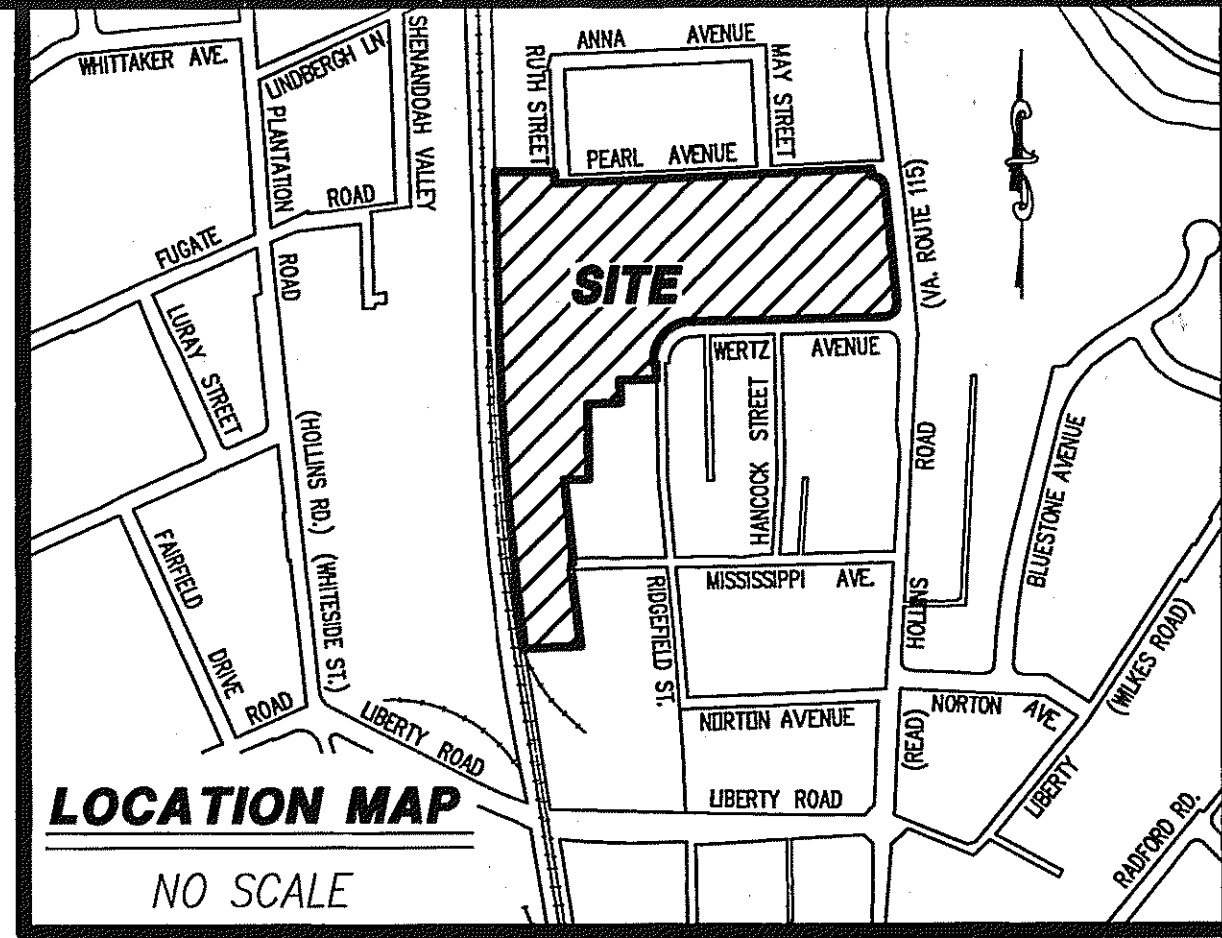 WHITTAKER AVE.
LINDBERGH LN.
SHENANDOAH VALLEY
PLANTATION
ROAD
FUGATE
ROAD
LURAY STREET
(HOLLINS RD.) (WHITESIDE ST.)
FAIRFIELD
DRIVE
ROAD
LIBERTY ROAD
RUTH STREET
ANNA AVENUE
MAY STREET
PEARL AVENUE
SITE
(VA. ROUTE 115)
WERTZ AVENUE
HANCOCK STREET
ROAD
HOLLINS
BLUESTONE AVENUE
MISSISSIPPI AVE.
RIDGEFIELD ST.
NORTON AVENUE
(READ)
NORTON AVE.
(WILKES ROAD)
LIBERTY ROAD
LIBERTY
RADFORD RD.
LOCATION MAP
NO SCALE